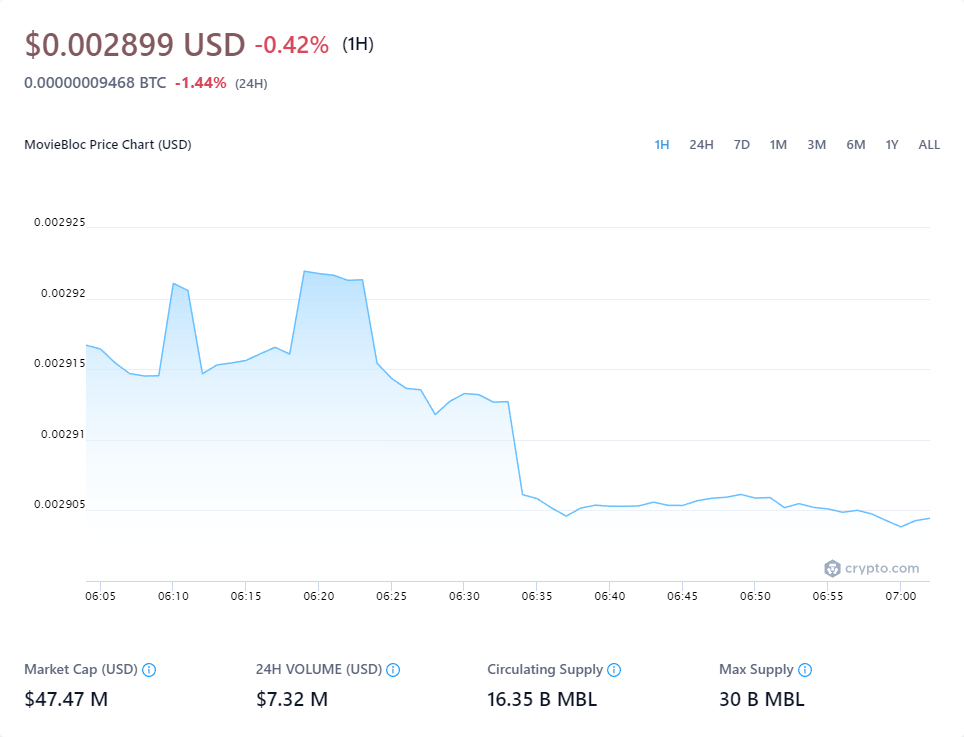 $0.002899 USD -0.42% (1H)
0.00000009468 BTC -1.44% (24H)
MovieBloc Price Chart (USD) 1H 24H 7D 1M 3M 6M 1Y ALL
0.002925
0.00292
0.002915
0.00291
0.002905
crypto.com
06:05 06:10 06:15 06:20 06:25 06:30 06:35 06:40 06:45 06:50 06:55 07:00
Market Cap (USD) 24H VOLUME (USD) Circulating Supply Max Supply
$47.47 M $7.32 M 16.35 B MBL 30 B MBL